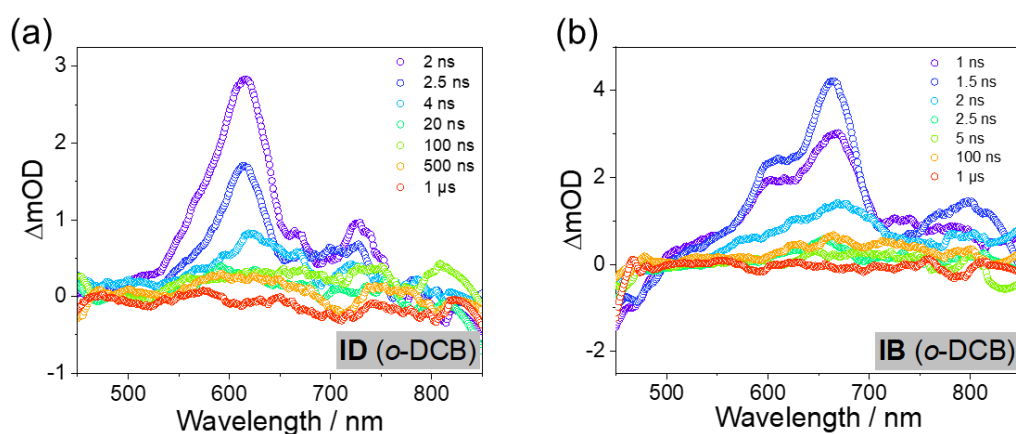 (a)
ΔmOD
3
2
1
0
-1
2 ns
2.5 ns
4 ns
20 ns
100 ns
500 ns
1 µs
ID (o-DCB)
500 600 700 800
Wavelength / nm
(b)
ΔmOD
4
2
0
-2
1 ns
1.5 ns
2 ns
2.5 ns
5 ns
100 ns
1 µs
IB (o-DCB)
500 600 700 800
Wavelength / nm